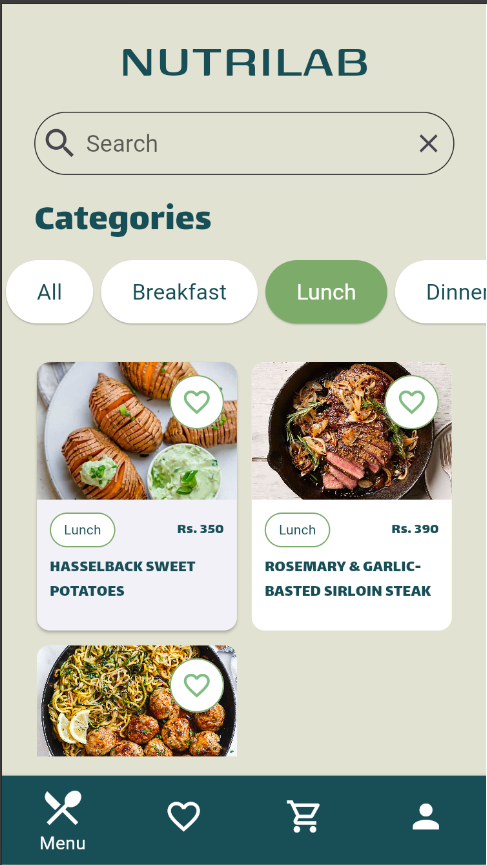 NUTRILAB
Search
Categories
All
Breakfast
Lunch
Dinner
Lunch
Rs. 350
HASSELBACK SWEET
POTATOES
Lunch
Rs. 390
ROSEMARY & GARLIC-
BASTED SIRLOIN STEAK
Menu